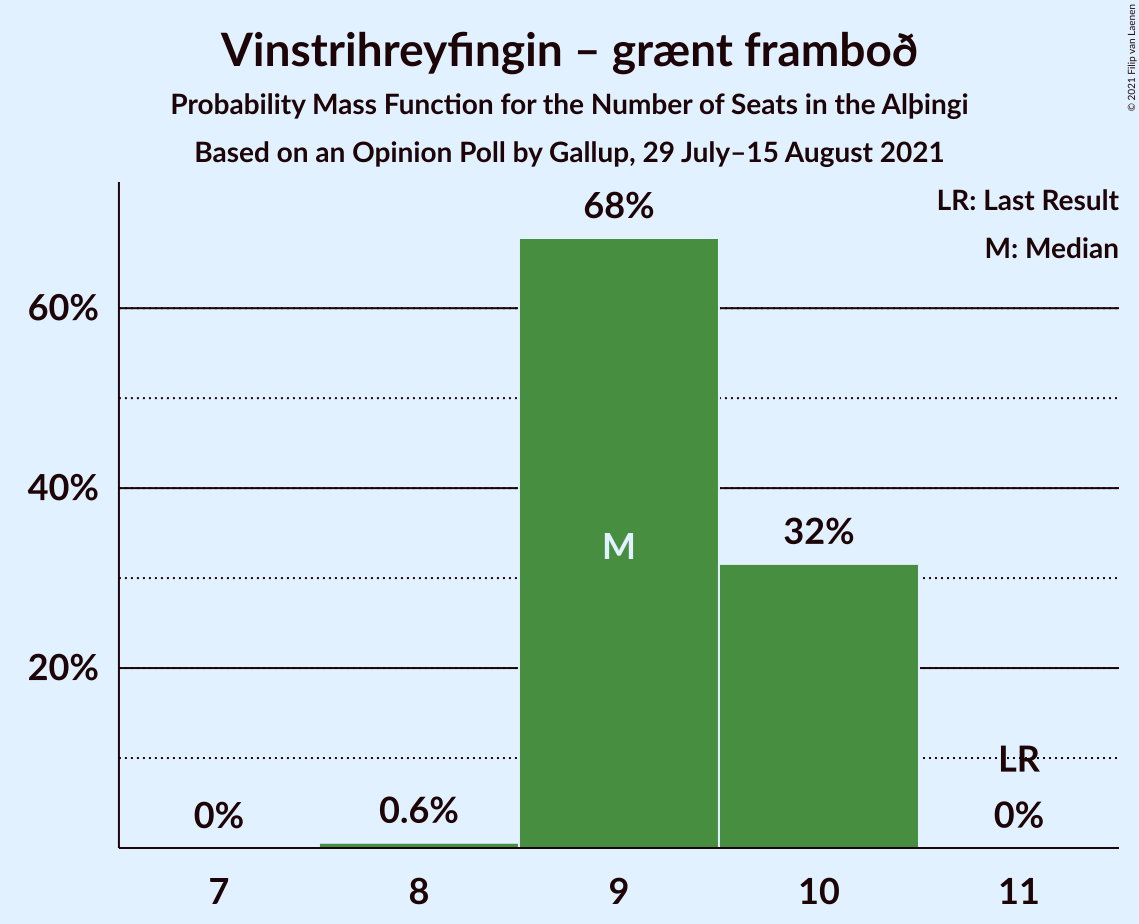 Vinstrihreyfingin – grænt framboð
Probability Mass Function for the Number of Seats in the Alþingi
Based on an Opinion Poll by Gallup, 29 July–15 August 2021
© 2021 Filip van Laenen
LR: Last Result
M: Median
68%
60%
40%
32%
M
20%
LR
0%
0.6%
0%
7
8
9
10
11